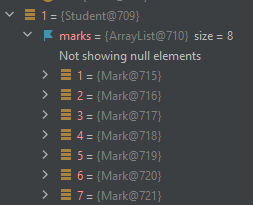 1 = {Student@709}
marks = {ArrayList@710} size = 8
Not showing null elements
1 = {Mark@715}
2 = {Mark@716}
3 = {Mark@717}
4 = {Mark@718}
5 = {Mark@719}
6 = {Mark@720}
7 = {Mark@721}